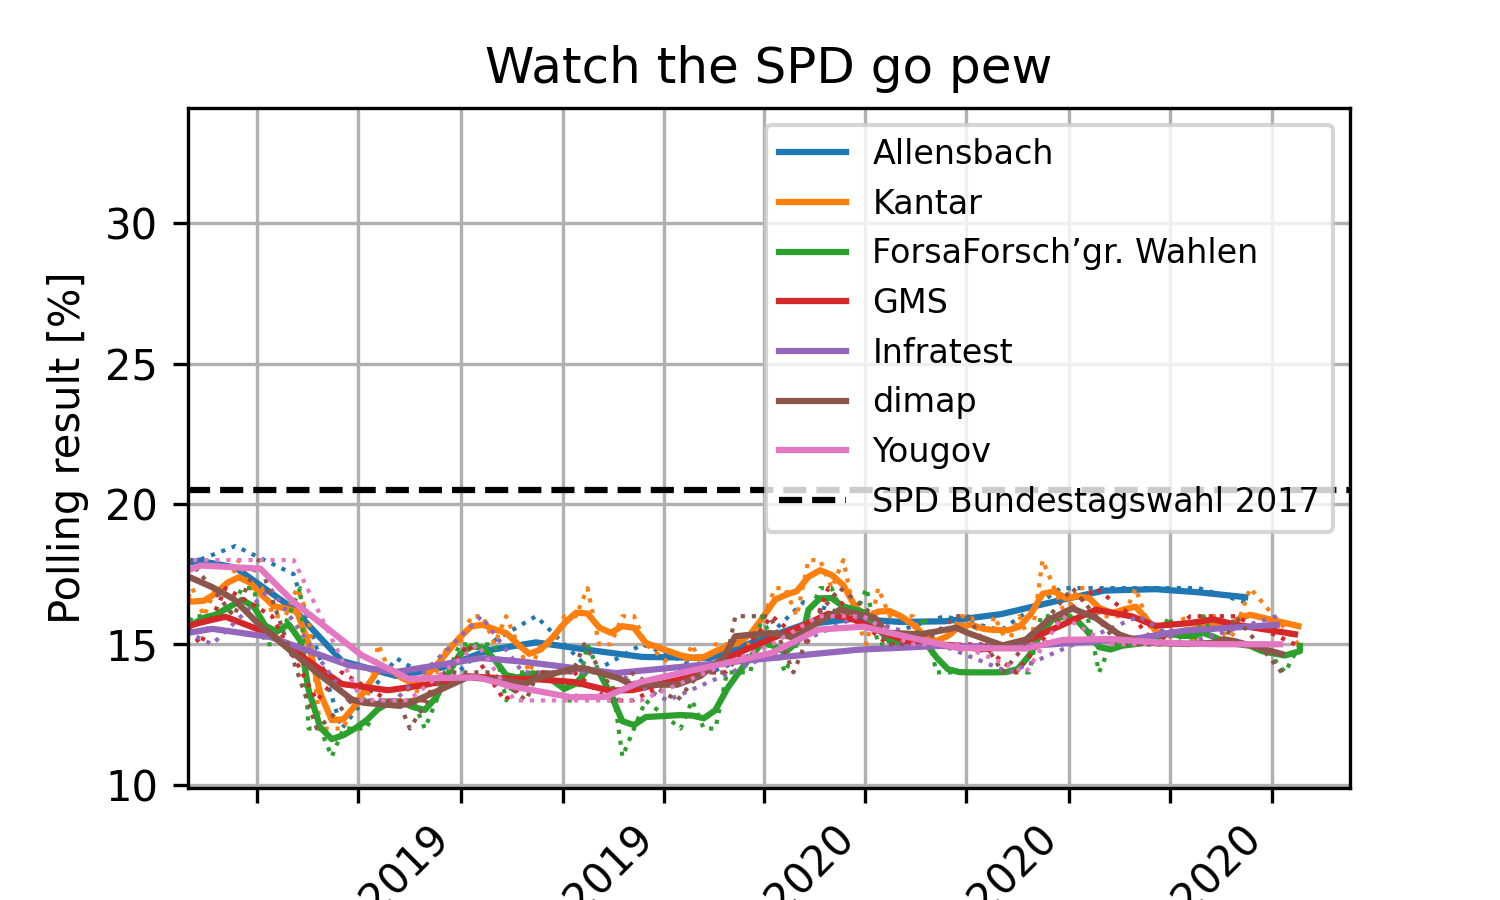 Watch the SPD go pew
Polling result [%]
30
25
20
15
10
Allensbach
Kantar
ForsaForsch’gr. Wahlen
GMS
Infratest
dimap
Yougov
SPD Bundestagswahl 2017
2019
2019
2020
2020
2020